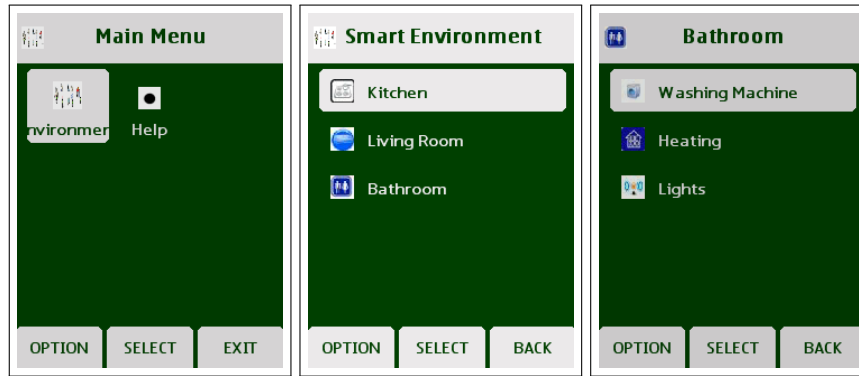 Main Menu
nvironmer
Help
OPTION SELECT EXIT
Smart Environment
Kitchen
Living Room
Bathroom
OPTION SELECT BACK
Bathroom
Washing Machine
Heating
Lights
OPTION SELECT BACK